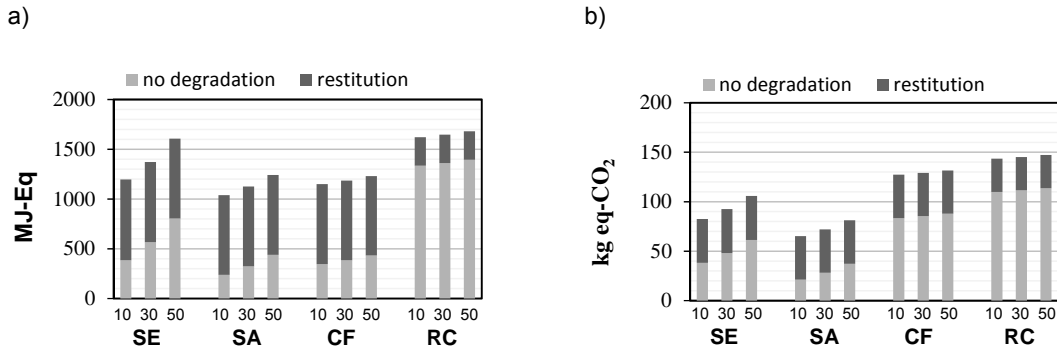 a)
no degradation restitution
2000
1500
1000
500
0
MJ-Eq
10 30 50 10 30 50 10 30 50 10 30 50
SE SA CF RC
b)
no degradation restitution
200
150
100
50
0
kg eq-CO₂
10 30 50 10 30 50 10 30 50 10 30 50
SE SA CF RC